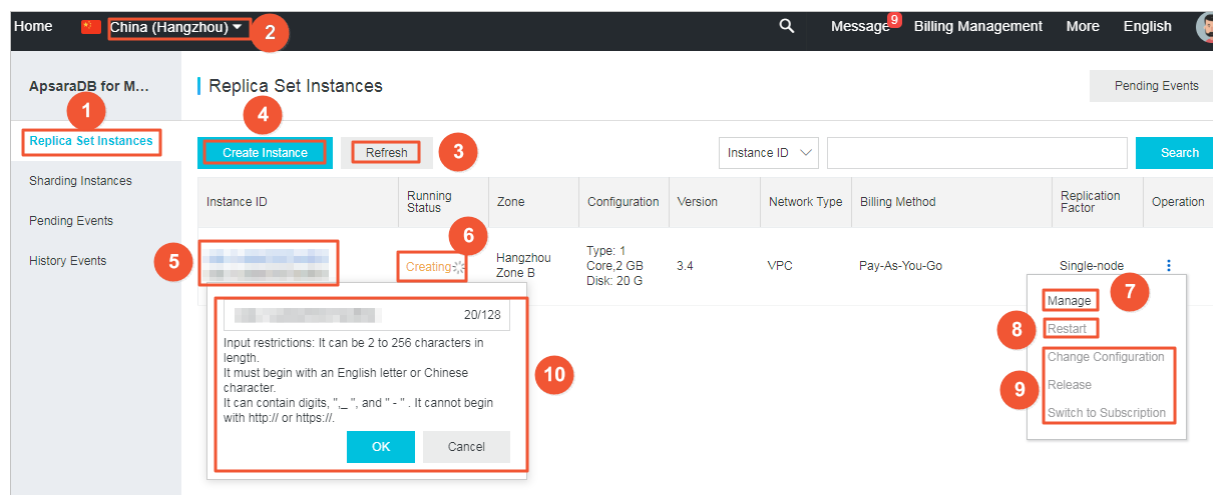 Home China (Hangzhou) 2 Message 9 Billing Management More English
ApsaraDB for M...
1
Replica Set Instances
Sharding Instances
Pending Events
History Events
Replica Set Instances
Pending Events
4
Create Instance Refresh 3 Instance ID Search
Instance ID Running Status Zone Configuration Version Network Type Billing Method Replication Factor Operation
5
6
Creating
Hangzhou
Zone B
Type: 1
Core,2 GB
Disk: 20 G
3.4
VPC
Pay-As-You-Go
Single-node
20/128
Input restrictions: It can be 2 to 256 characters in
length.
It must begin with an English letter or Chinese
character.
It can contain digits, ",_ ", and " - " . It cannot begin
with http:// or https://.
OK Cancel
10
Manage 7
8 Restart
Change Configuration
9 Release
Switch to Subscription